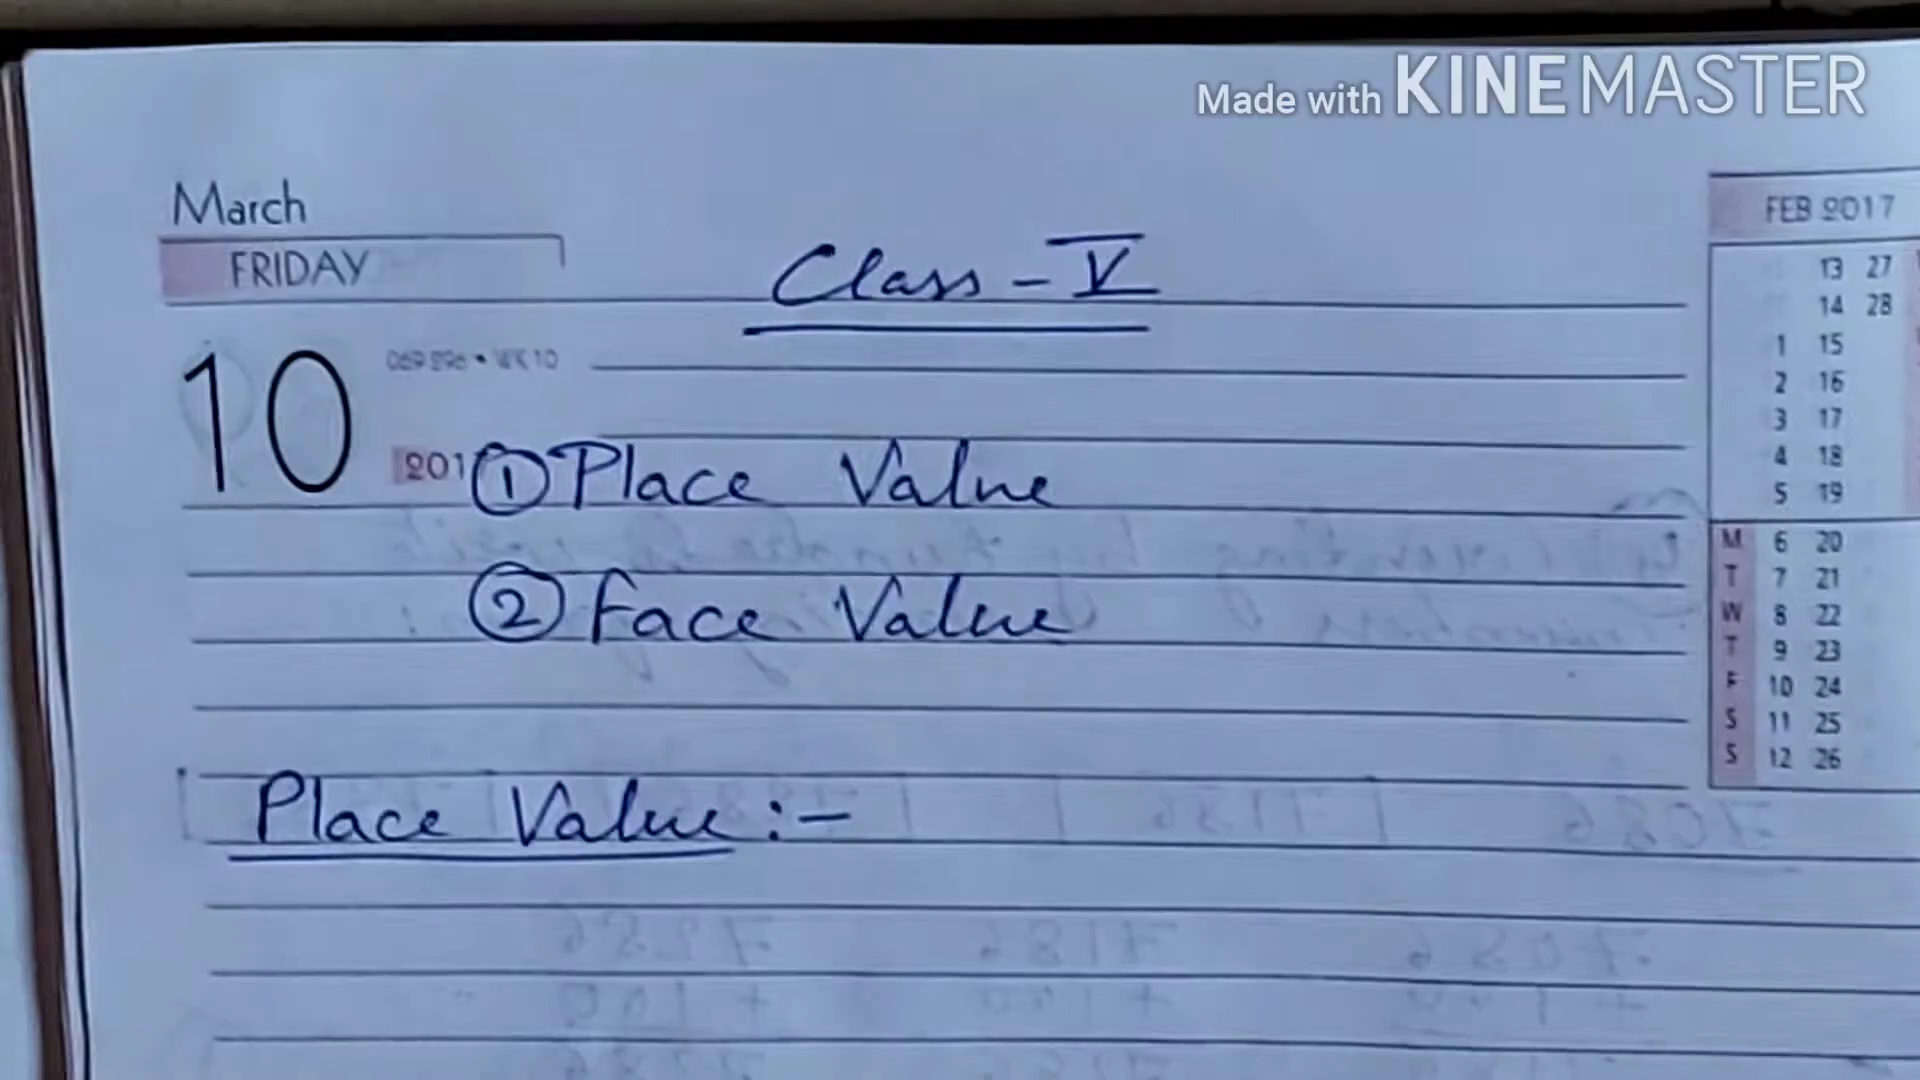 Made with KINEMASTER
March
FRIDAY
Class - V
FEB 2017
10
201
① Place Value
② Face Value
13 27
14 28
1 15
2 16
3 17
4 18
5 19
M 6 20
T 7 21
W 8 22
T 9 23
F 10 24
S 11 25
S 12 26
Place Value :-